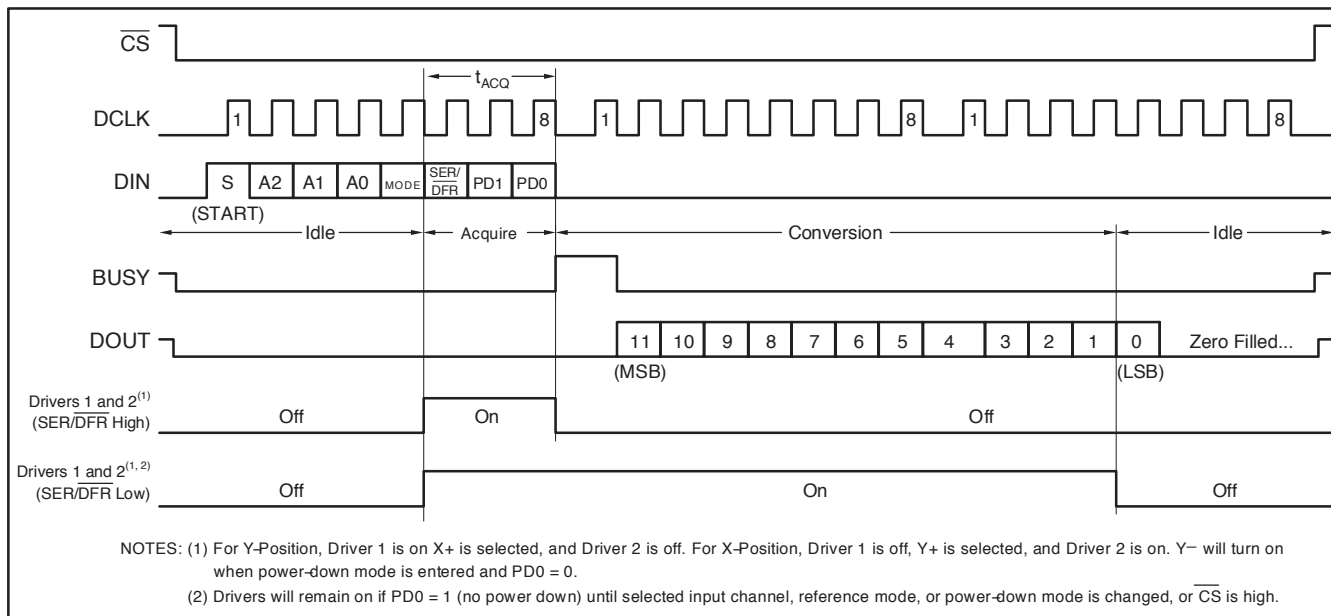 CS
tACQ
DCLK 1 8 1 8 1 8
DIN S A2 A1 A0 MODE SER/DFR PD1 PD0
(START)
Idle Acquire Conversion Idle
BUSY
DOUT 11 10 9 8 7 6 5 4 3 2 1 0 Zero Filled...
(MSB) (LSB)
Drivers 1 and 2(1)
(SER/DFR High)
Off On Off
Drivers 1 and 2(1, 2)
(SER/DFR Low)
Off On Off
NOTES: (1) For Y-Position, Driver 1 is on X+ is selected, and Driver 2 is off. For X-Position, Driver 1 is off, Y+ is selected, and Driver 2 is on. Y− will turn on
when power-down mode is entered and PD0 = 0.
(2) Drivers will remain on if PD0 = 1 (no power down) until selected input channel, reference mode, or power-down mode is changed, or CS is high.